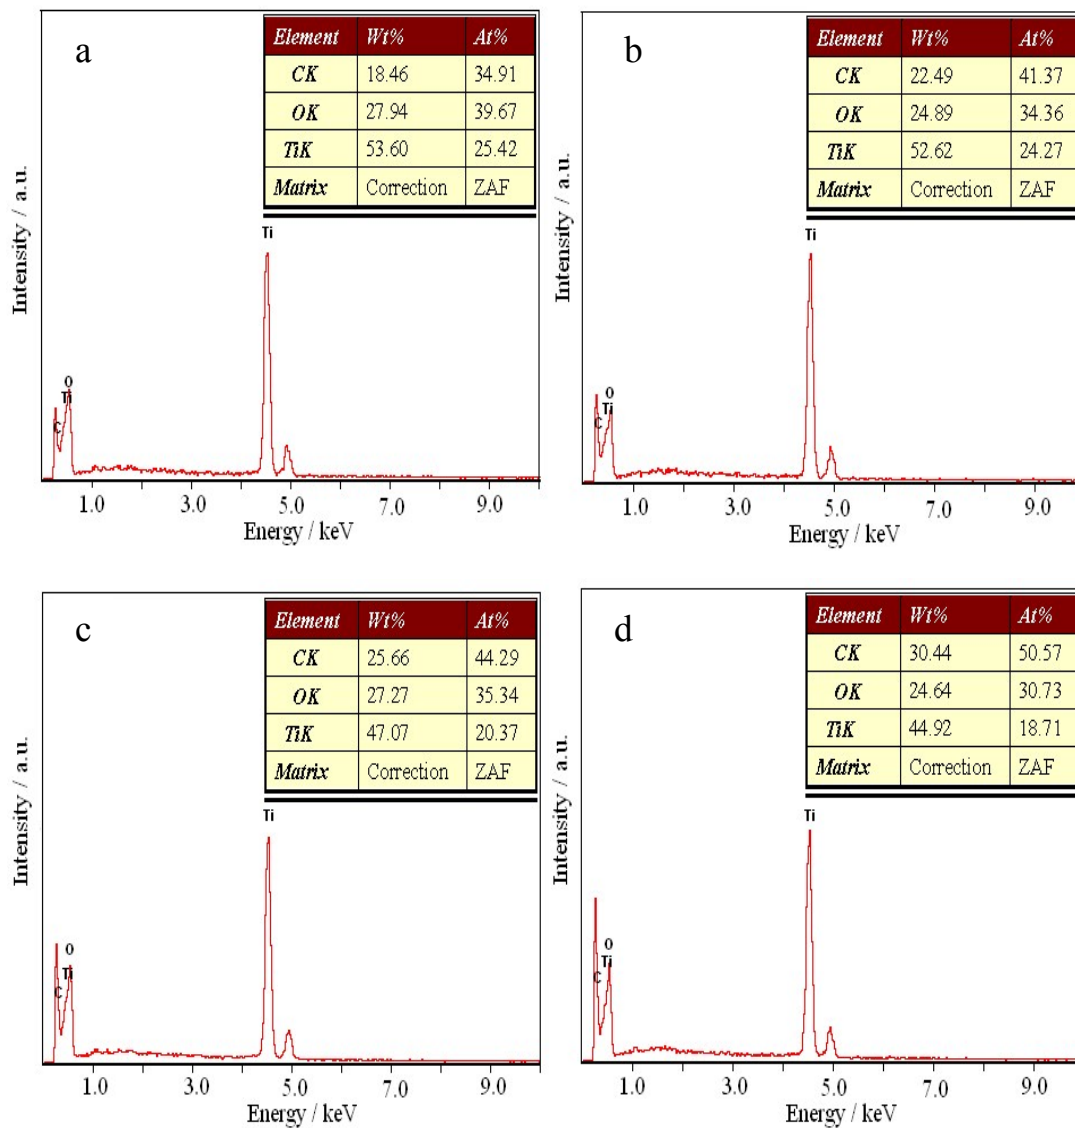 a
Element Wt% At%
CK 18.46 34.91
OK 27.94 39.67
TiK 53.60 25.42
Matrix Correction ZAF
Ti
O
Ti
C
Intensity / a.u.
1.0 3.0 5.0 7.0 9.0
Energy / keV
b
Element Wt% At%
CK 22.49 41.37
OK 24.89 34.36
TiK 52.62 24.27
Matrix Correction ZAF
Ti
O
Ti
C
Intensity / a.u.
1.0 3.0 5.0 7.0 9.0
Energy / keV
c
Element Wt% At%
CK 25.66 44.29
OK 27.27 35.34
TiK 47.07 20.37
Matrix Correction ZAF
Ti
O
Ti
C
Intensity / a.u.
1.0 3.0 5.0 7.0 9.0
Energy / keV
d
Element Wt% At%
CK 30.44 50.57
OK 24.64 30.73
TiK 44.92 18.71
Matrix Correction ZAF
Ti
O
Ti
C
Intensity / a.u.
1.0 3.0 5.0 7.0 9.0
Energy / keV